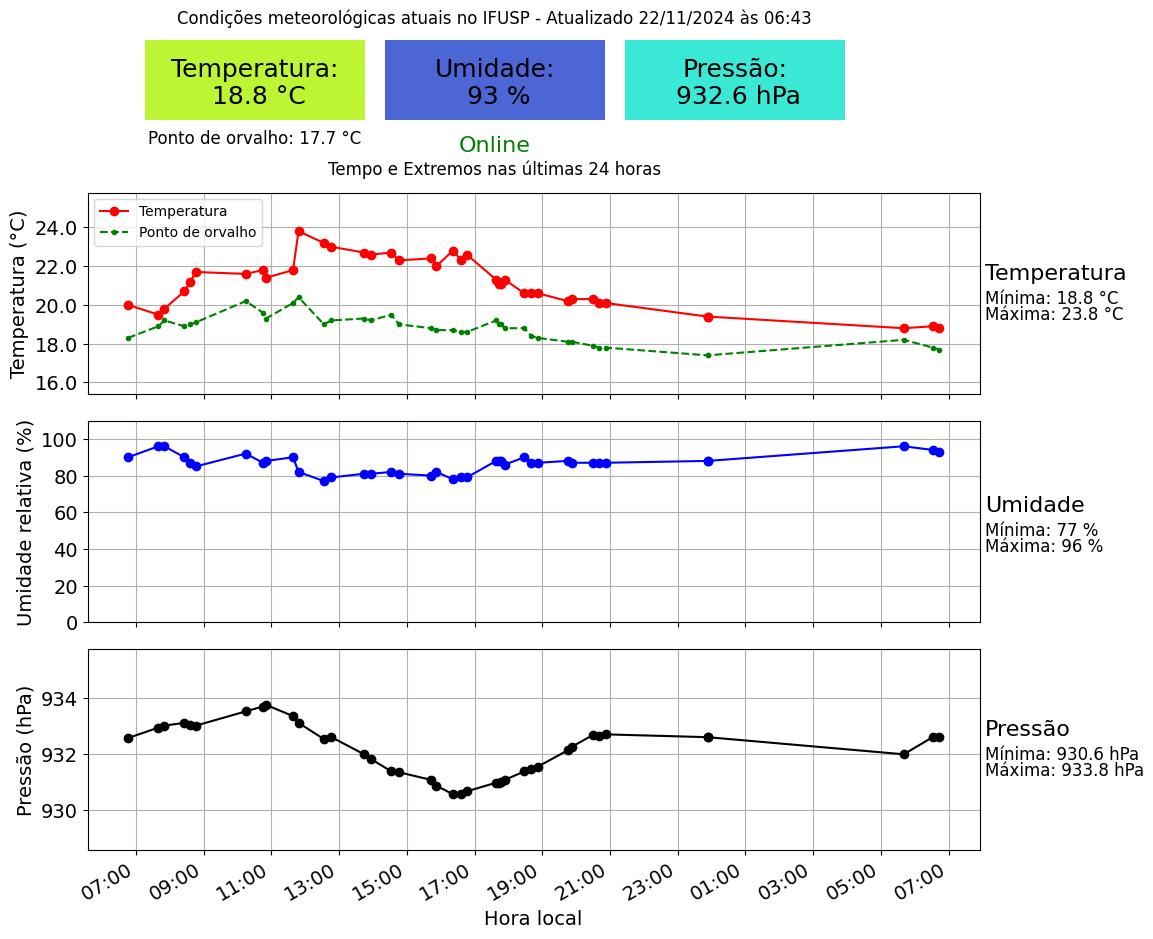 Condições meteorológicas atuais no IFUSP - Atualizado 22/11/2024 às 06:43
Temperatura:
18.8 °C
Umidade:
93 %
Pressão:
932.6 hPa
Ponto de orvalho: 17.7 °C
Online
Tempo e Extremos nas últimas 24 horas
Temperatura (°C)
24.0
22.0
20.0
18.0
16.0
Temperatura
Ponto de orvalho
Temperatura
Mínima: 18.8 °C
Máxima: 23.8 °C
Umidade relativa (%)
100
80
60
40
20
0
Umidade
Mínima: 77 %
Máxima: 96 %
Pressão (hPa)
934
932
930
Pressão
Mínima: 930.6 hPa
Máxima: 933.8 hPa
07:00 09:00 11:00 13:00 15:00 17:00 19:00 21:00 23:00 01:00 03:00 05:00 07:00
Hora local